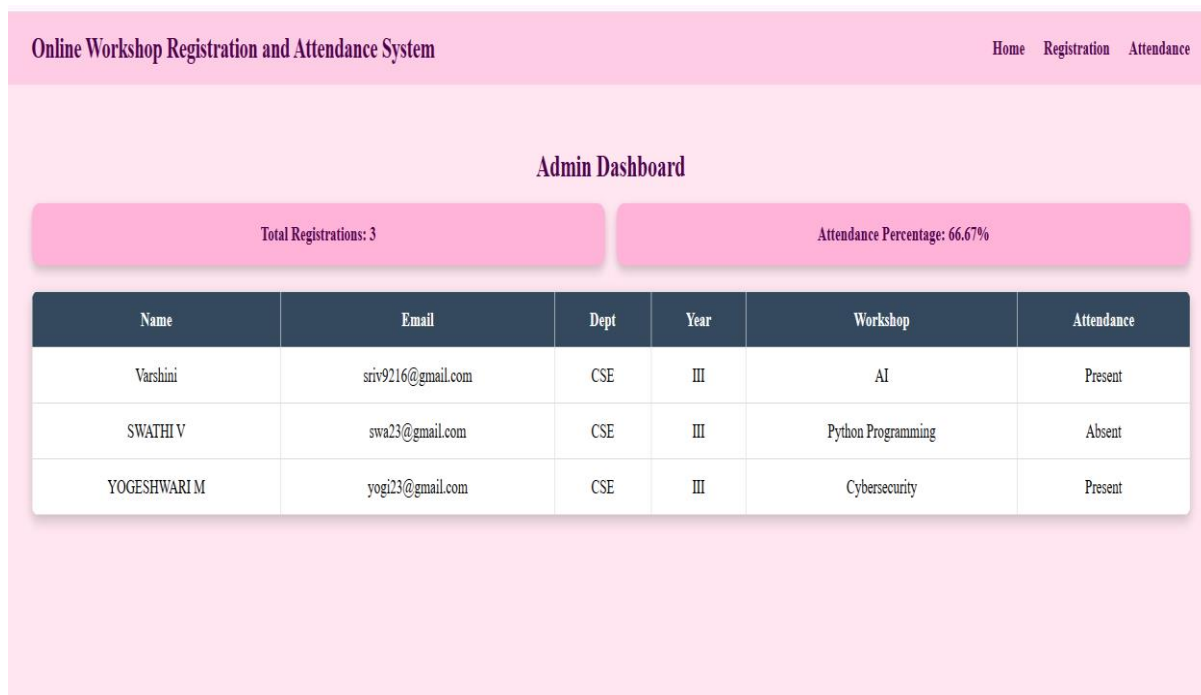 Online Workshop Registration and Attendance System Home Registration Attendance
Admin Dashboard
Total Registrations: 3 Attendance Percentage: 66.67%
Name Email Dept Year Workshop Attendance
Varshini sriv9216@gmail.com CSE III AI Present
SWATHI V swa23@gmail.com CSE III Python Programming Absent
YOGESHWARI M yogi23@gmail.com CSE III Cybersecurity Present